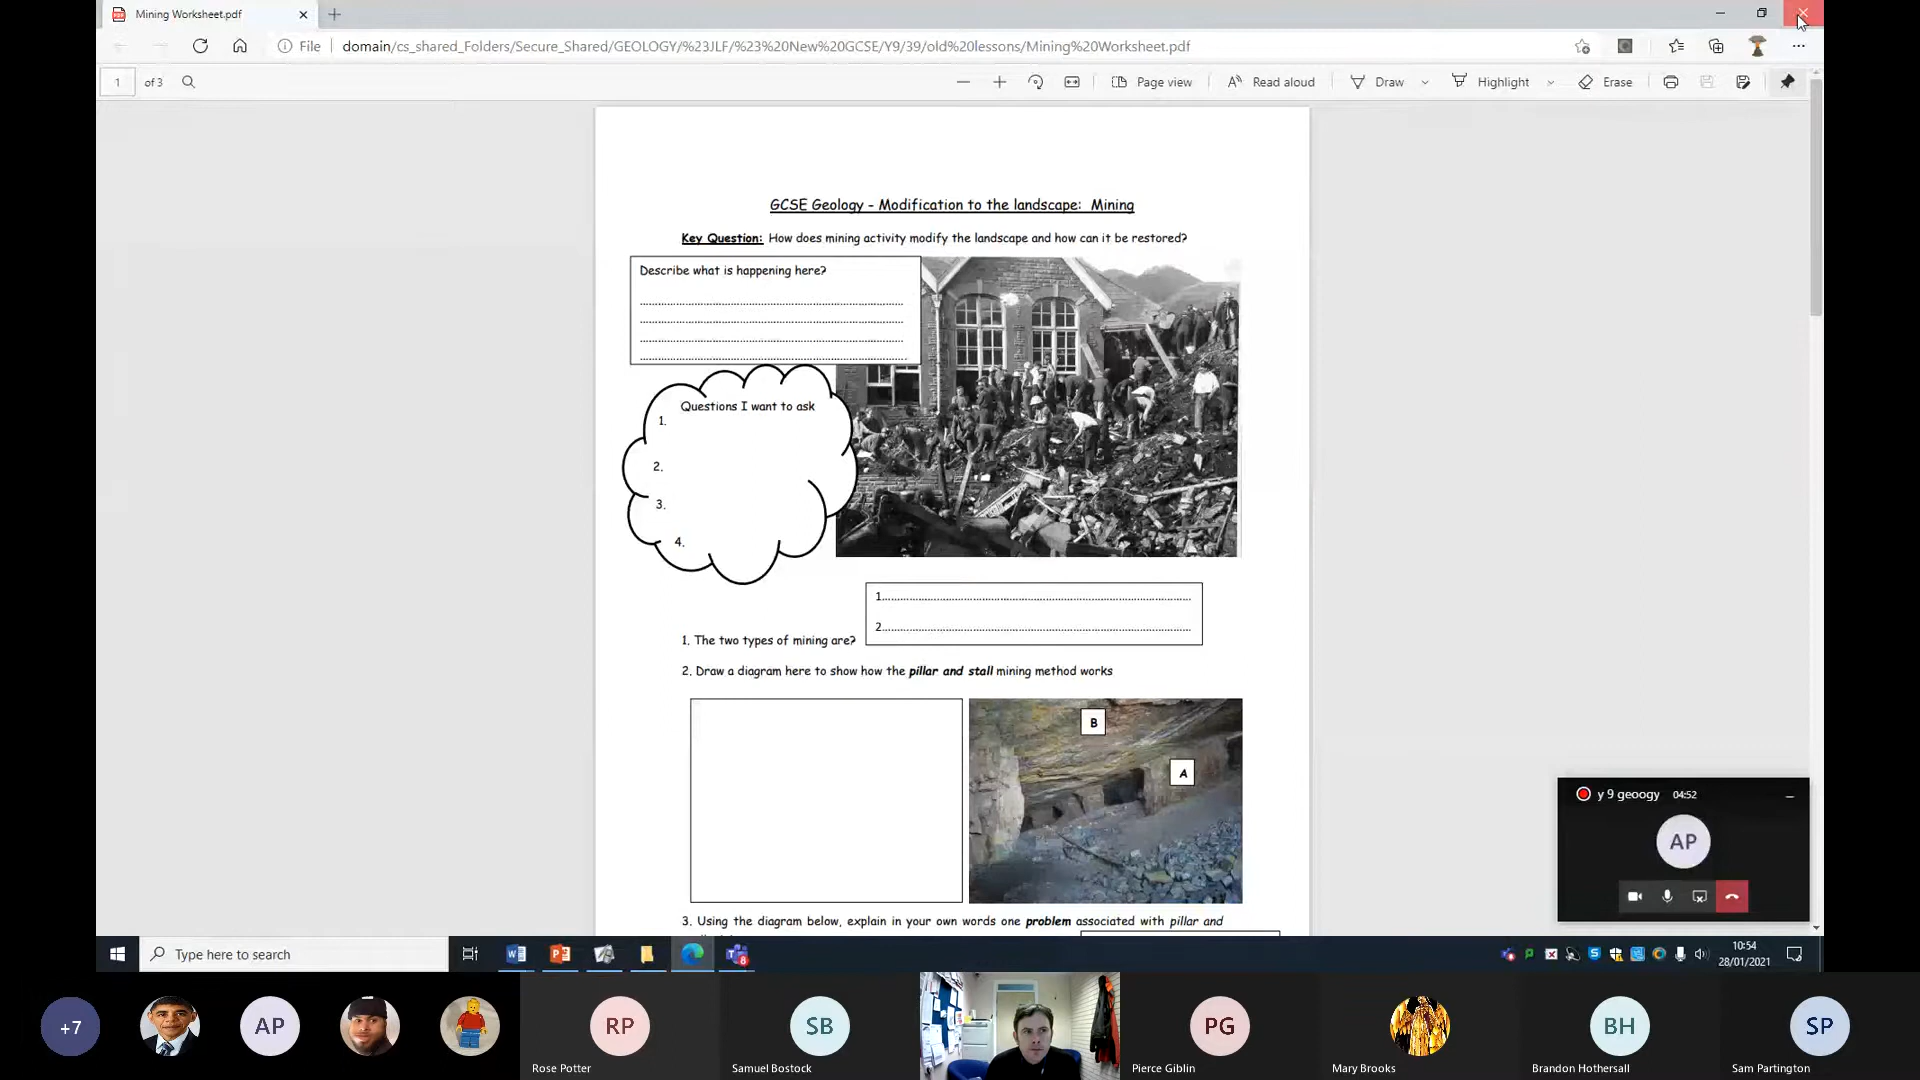 Mining Worksheet.pdf
File
domain/cs_shared_Folders/Secure_Shared/GEOLOGY/%23JLF/%23%20New%20GCSE/Y9/39/old%20lessons/Mining%20Worksheet.pdf
1 of 3
Page view
Read aloud
Draw
Highlight
Erase
GCSE Geology - Modification to the landscape: Mining
Key Question: How does mining activity modify the landscape and how can it be restored?
Describe what is happening here?
Questions I want to ask
1.
2.
3.
4.
1.
2.
1. The two types of mining are?
2. Draw a diagram here to show how the pillar and stall mining method works
B
A
3. Using the diagram below, explain in your own words one problem associated with pillar and
y 9 geoogy 04:52
AP
Type here to search
10:54
28/01/2021
+7
AP
RP
SB
PG
BH
SP
Rose Potter
Samuel Bostock
Pierce Giblin
Mary Brooks
Brandon Hothersall
Sam Partington